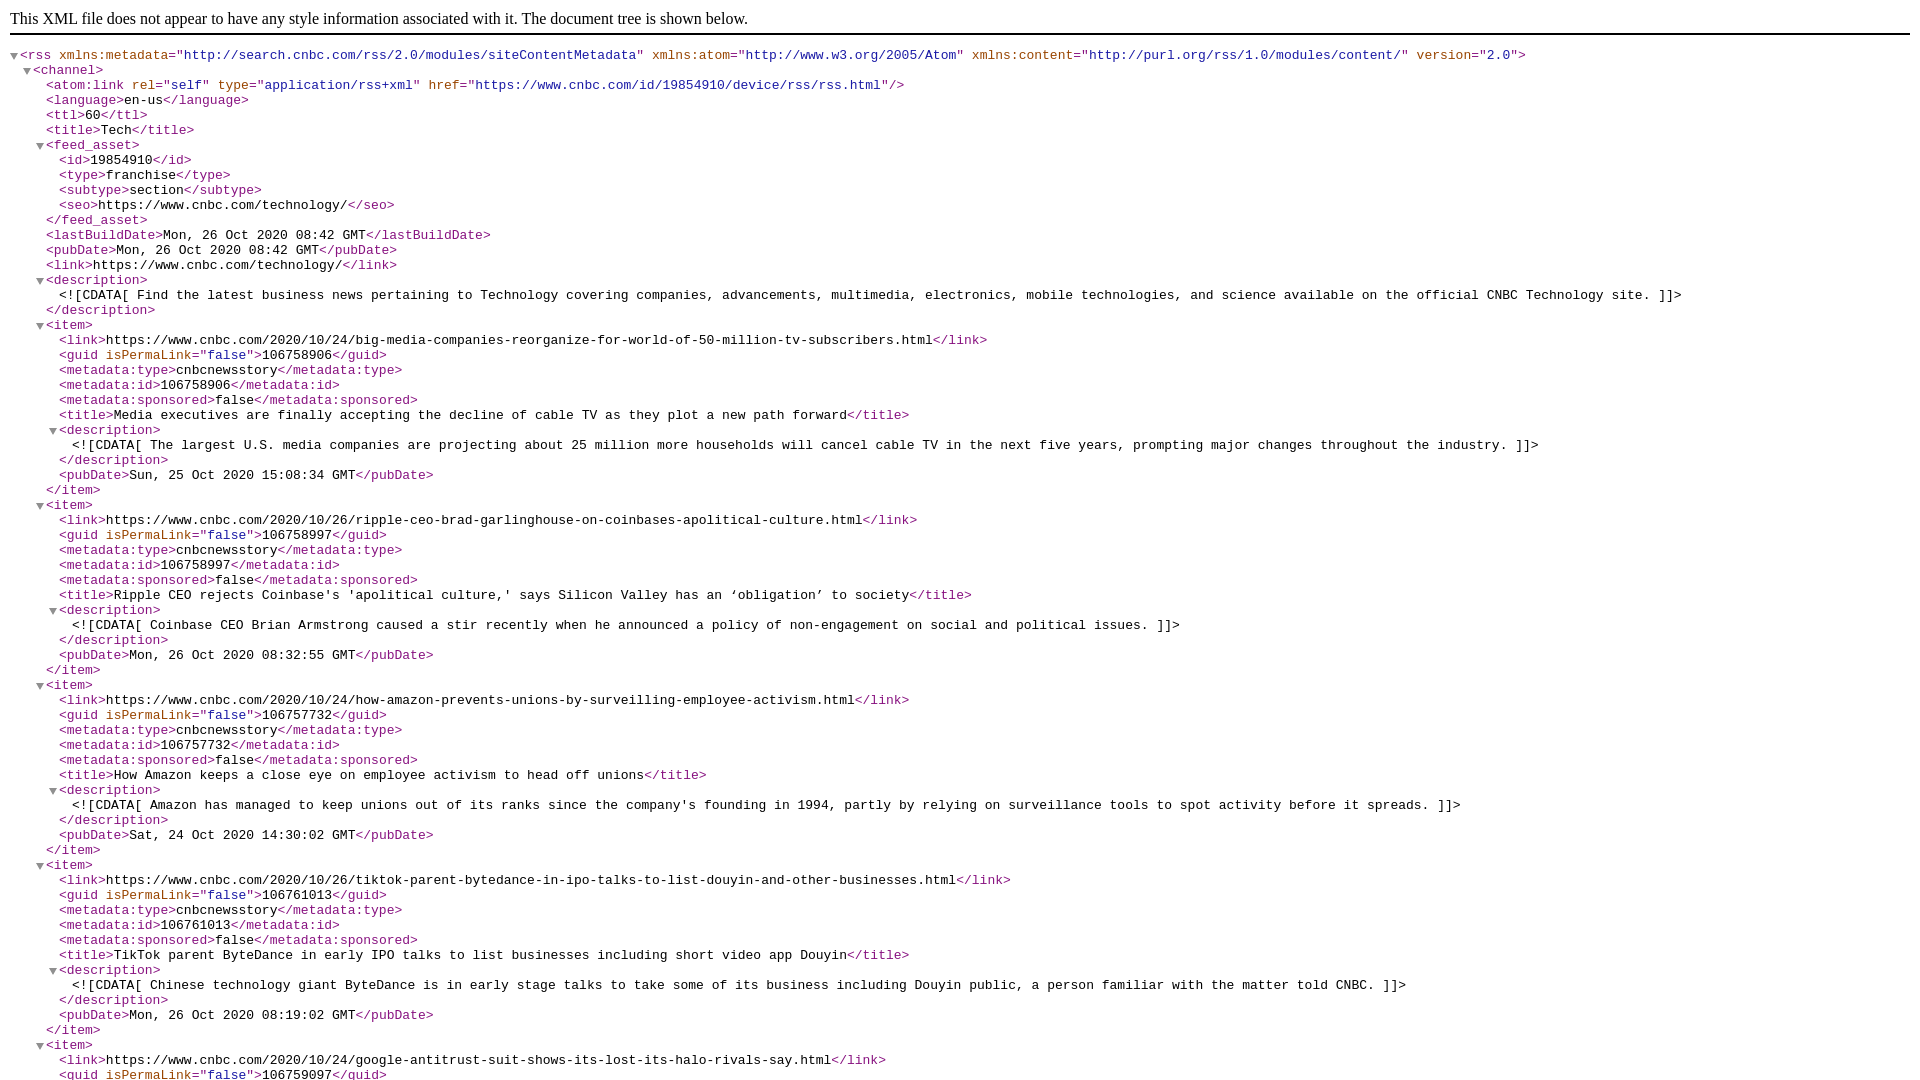 This XML file does not appear to have any style information associated with it. The document tree is shown below.
<rss xmlns:metadata="http://search.cnbc.com/rss/2.0/modules/siteContentMetadata" xmlns:atom="http://www.w3.org/2005/Atom" xmlns:content="http://purl.org/rss/1.0/modules/content/" version="2.0">
<channel>
<atom:link rel="self" type="application/rss+xml" href="https://www.cnbc.com/id/19854910/device/rss/rss.html"/>
<language>en-us</language>
<ttl>60</ttl>
<title>Tech</title>
<feed_asset>
<id>19854910</id>
<type>franchise</type>
<subtype>section</subtype>
<seo>https://www.cnbc.com/technology/</seo>
</feed_asset>
<lastBuildDate>Mon, 26 Oct 2020 08:42 GMT</lastBuildDate>
<pubDate>Mon, 26 Oct 2020 08:42 GMT</pubDate>
<link>https://www.cnbc.com/technology/</link>
<description>
<![CDATA[ Find the latest business news pertaining to Technology covering companies, advancements, multimedia, electronics, mobile technologies, and science available on the official CNBC Technology site. ]]>
</description>
<item>
<link>https://www.cnbc.com/2020/10/24/big-media-companies-reorganize-for-world-of-50-million-tv-subscribers.html</link>
<guid isPermaLink="false">106758906</guid>
<metadata:type>cnbcnewsstory</metadata:type>
<metadata:id>106758906</metadata:id>
<metadata:sponsored>false</metadata:sponsored>
<title>Media executives are finally accepting the decline of cable TV as they plot a new path forward</title>
<description>
<![CDATA[ The largest U.S. media companies are projecting about 25 million more households will cancel cable TV in the next five years, prompting major changes throughout the industry. ]]>
</description>
<pubDate>Sun, 25 Oct 2020 15:08:34 GMT</pubDate>
</item>
<item>
<link>https://www.cnbc.com/2020/10/26/ripple-ceo-brad-garlinghouse-on-coinbases-apolitical-culture.html</link>
<guid isPermaLink="false">106758997</guid>
<metadata:type>cnbcnewsstory</metadata:type>
<metadata:id>106758997</metadata:id>
<metadata:sponsored>false</metadata:sponsored>
<title>Ripple CEO rejects Coinbase's 'apolitical culture,' says Silicon Valley has an ‘obligation’ to society</title>
<description>
<![CDATA[ Coinbase CEO Brian Armstrong caused a stir recently when he announced a policy of non-engagement on social and political issues. ]]>
</description>
<pubDate>Mon, 26 Oct 2020 08:32:55 GMT</pubDate>
</item>
<item>
<link>https://www.cnbc.com/2020/10/24/how-amazon-prevents-unions-by-surveilling-employee-activism.html</link>
<guid isPermaLink="false">106757732</guid>
<metadata:type>cnbcnewsstory</metadata:type>
<metadata:id>106757732</metadata:id>
<metadata:sponsored>false</metadata:sponsored>
<title>How Amazon keeps a close eye on employee activism to head off unions</title>
<description>
<![CDATA[ Amazon has managed to keep unions out of its ranks since the company's founding in 1994, partly by relying on surveillance tools to spot activity before it spreads. ]]>
</description>
<pubDate>Sat, 24 Oct 2020 14:30:02 GMT</pubDate>
</item>
<item>
<link>https://www.cnbc.com/2020/10/26/tiktok-parent-bytedance-in-ipo-talks-to-list-douyin-and-other-businesses.html</link>
<guid isPermaLink="false">106761013</guid>
<metadata:type>cnbcnewsstory</metadata:type>
<metadata:id>106761013</metadata:id>
<metadata:sponsored>false</metadata:sponsored>
<title>TikTok parent ByteDance in early IPO talks to list businesses including short video app Douyin</title>
<description>
<![CDATA[ Chinese technology giant ByteDance is in early stage talks to take some of its business including Douyin public, a person familiar with the matter told CNBC. ]]>
</description>
<pubDate>Mon, 26 Oct 2020 08:19:02 GMT</pubDate>
</item>
<item>
<link>https://www.cnbc.com/2020/10/24/google-antitrust-suit-shows-its-lost-its-halo-rivals-say.html</link>
<guid isPermaLink="false">106759097</guid>